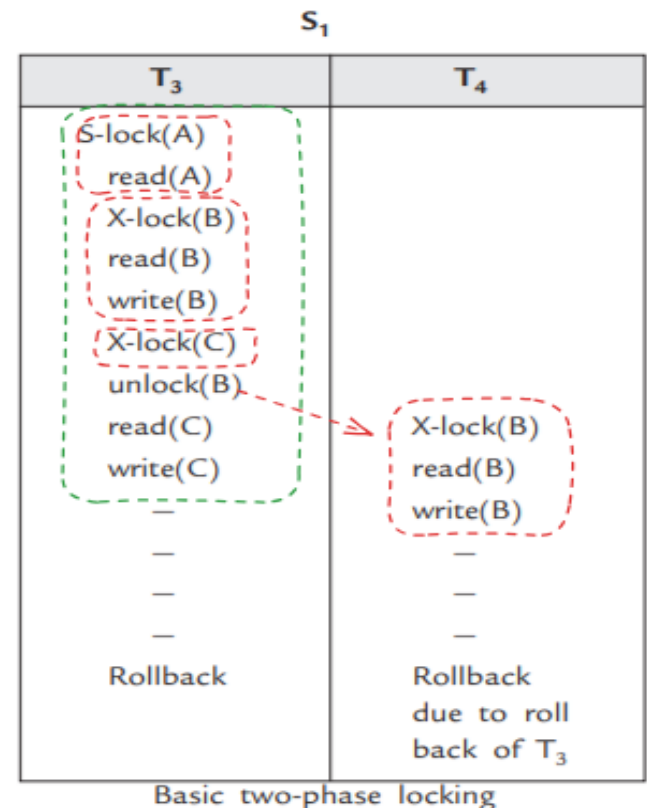 S₁
T₃ T₄
S-lock(A)
read(A)
X-lock(B)
read(B)
write(B)
X-lock(C)
unlock(B)
read(C) X-lock(B)
write(C) read(B)
— write(B)
— —
— —
— —
Rollback Rollback
due to roll
back of T₃
Basic two-phase locking